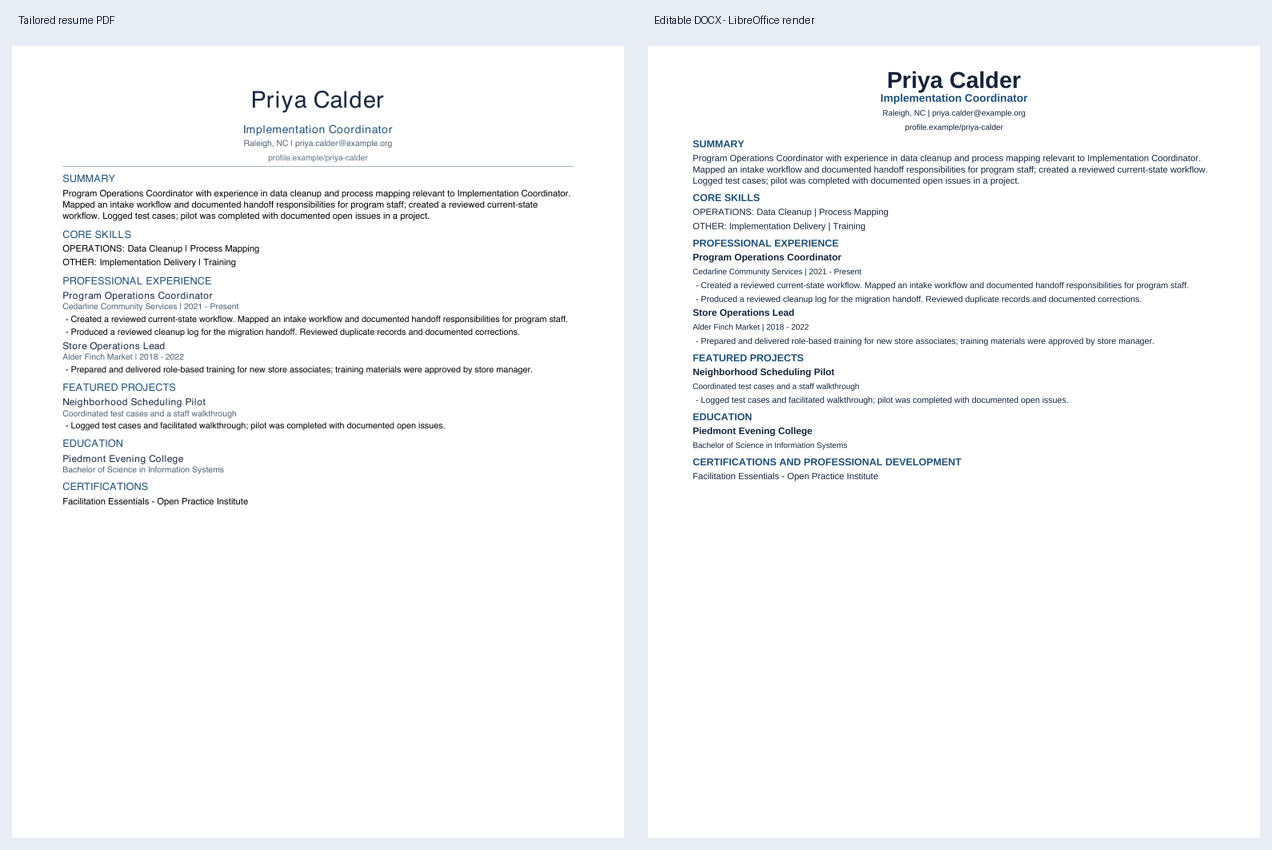 Tailored resume PDF
Priya Calder
Implementation Coordinator
Raleigh, NC | priya.calder@example.org
profile.example/priya-calder
SUMMARY
Program Operations Coordinator with experience in data cleanup and process mapping relevant to Implementation Coordinator.
Mapped an intake workflow and documented handoff responsibilities for program staff; created a reviewed current-state
workflow. Logged test cases; pilot was completed with documented open issues in a project.
CORE SKILLS
OPERATIONS: Data Cleanup | Process Mapping
OTHER: Implementation Delivery | Training
PROFESSIONAL EXPERIENCE
Program Operations Coordinator
Cedarline Community Services | 2021 - Present
- Created a reviewed current-state workflow. Mapped an intake workflow and documented handoff responsibilities for program staff.
- Produced a reviewed cleanup log for the migration handoff. Reviewed duplicate records and documented corrections.
Store Operations Lead
Alder Finch Market | 2018 - 2022
- Prepared and delivered role-based training for new store associates; training materials were approved by store manager.
FEATURED PROJECTS
Neighborhood Scheduling Pilot
Coordinated test cases and a staff walkthrough
- Logged test cases and facilitated walkthrough; pilot was completed with documented open issues.
EDUCATION
Piedmont Evening College
Bachelor of Science in Information Systems
CERTIFICATIONS
Facilitation Essentials - Open Practice Institute
Editable DOCX - LibreOffice render
Priya Calder
Implementation Coordinator
Raleigh, NC | priya.calder@example.org
profile.example/priya-calder
SUMMARY
Program Operations Coordinator with experience in data cleanup and process mapping relevant to Implementation Coordinator.
Mapped an intake workflow and documented handoff responsibilities for program staff; created a reviewed current-state workflow.
Logged test cases; pilot was completed with documented open issues in a project.
CORE SKILLS
OPERATIONS: Data Cleanup | Process Mapping
OTHER: Implementation Delivery | Training
PROFESSIONAL EXPERIENCE
Program Operations Coordinator
Cedarline Community Services | 2021 - Present
- Created a reviewed current-state workflow. Mapped an intake workflow and documented handoff responsibilities for program staff.
- Produced a reviewed cleanup log for the migration handoff. Reviewed duplicate records and documented corrections.
Store Operations Lead
Alder Finch Market | 2018 - 2022
- Prepared and delivered role-based training for new store associates; training materials were approved by store manager.
FEATURED PROJECTS
Neighborhood Scheduling Pilot
Coordinated test cases and a staff walkthrough
- Logged test cases and facilitated walkthrough; pilot was completed with documented open issues.
EDUCATION
Piedmont Evening College
Bachelor of Science in Information Systems
CERTIFICATIONS AND PROFESSIONAL DEVELOPMENT
Facilitation Essentials - Open Practice Institute